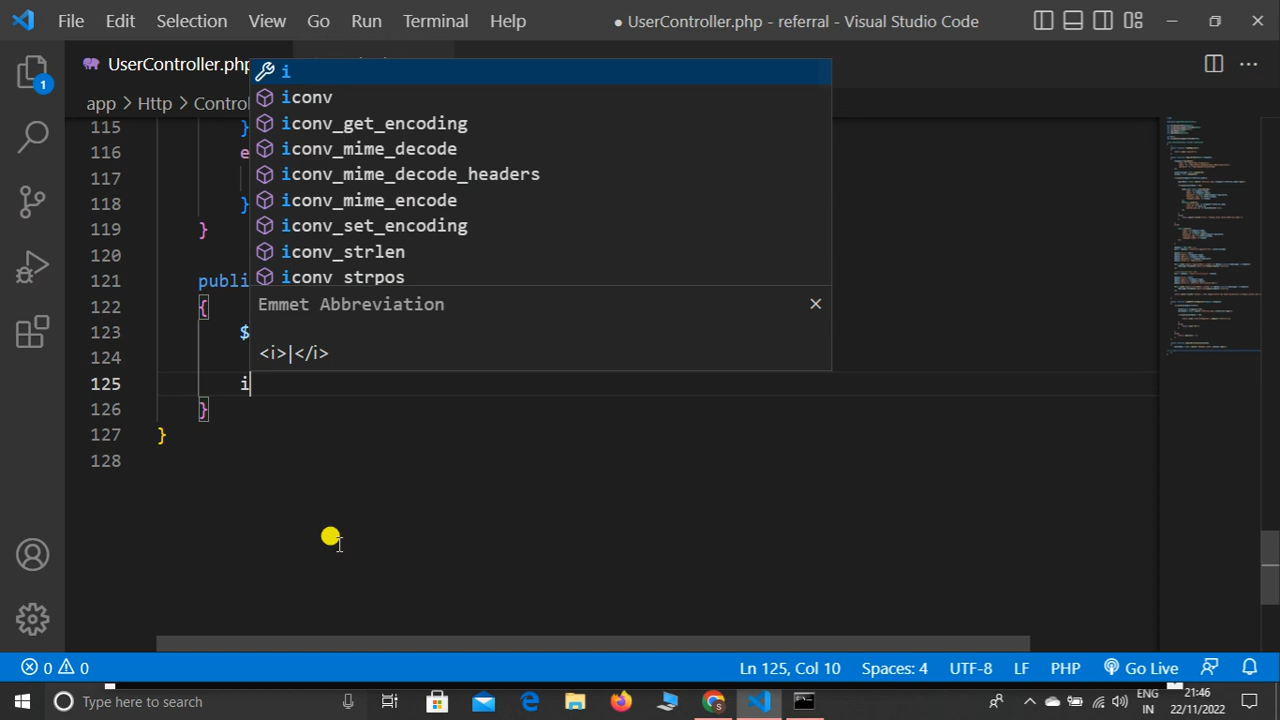 File Edit Selection View Go Run Terminal Help
● UserController.php - referral - Visual Studio Code
UserController.php
app > Http > Contro
i
iconv
iconv_get_encoding
iconv_mime_decode
iconv_mime_decode_headers
iconv_mime_encode
iconv_set_encoding
iconv_strlen
iconv_strpos
Emmet Abbreviation
<i>|</i>
115 }
116 e
117
118 }
119 }
120
121 publi
122 {
123 $
124
125 i
126 }
127 }
128
1
0 0 Ln 125, Col 10 Spaces: 4 UTF-8 LF PHP Go Live
Type here to search
ENG
IN
21:46
22/11/2022